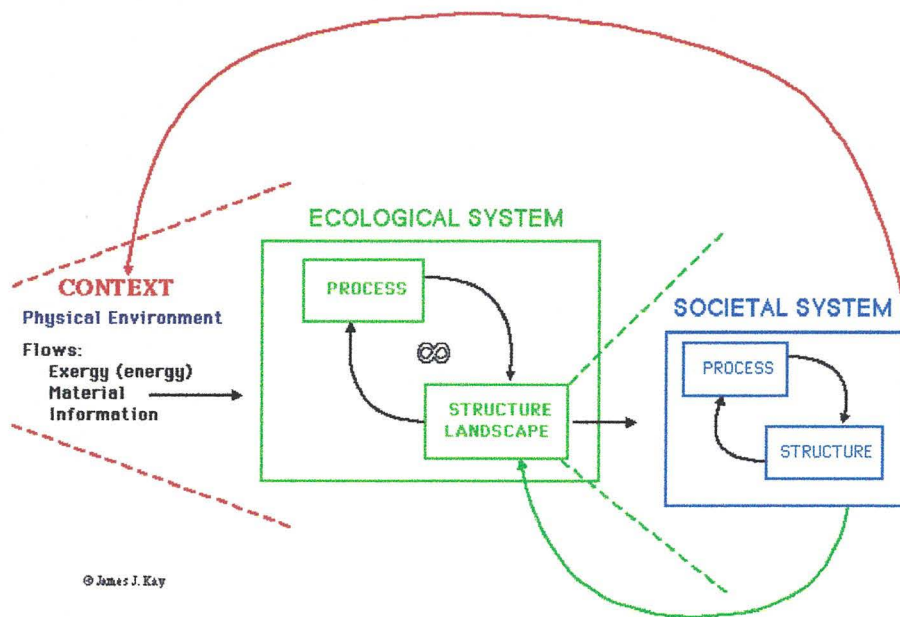 ECOLOGICAL SYSTEM
CONTEXT
Physical Environment
Flows:
Exergy (energy)
Material
Information
PROCESS
∞
STRUCTURE
LANDSCAPE
SOCIETAL SYSTEM
PROCESS
STRUCTURE
© James J. Kay